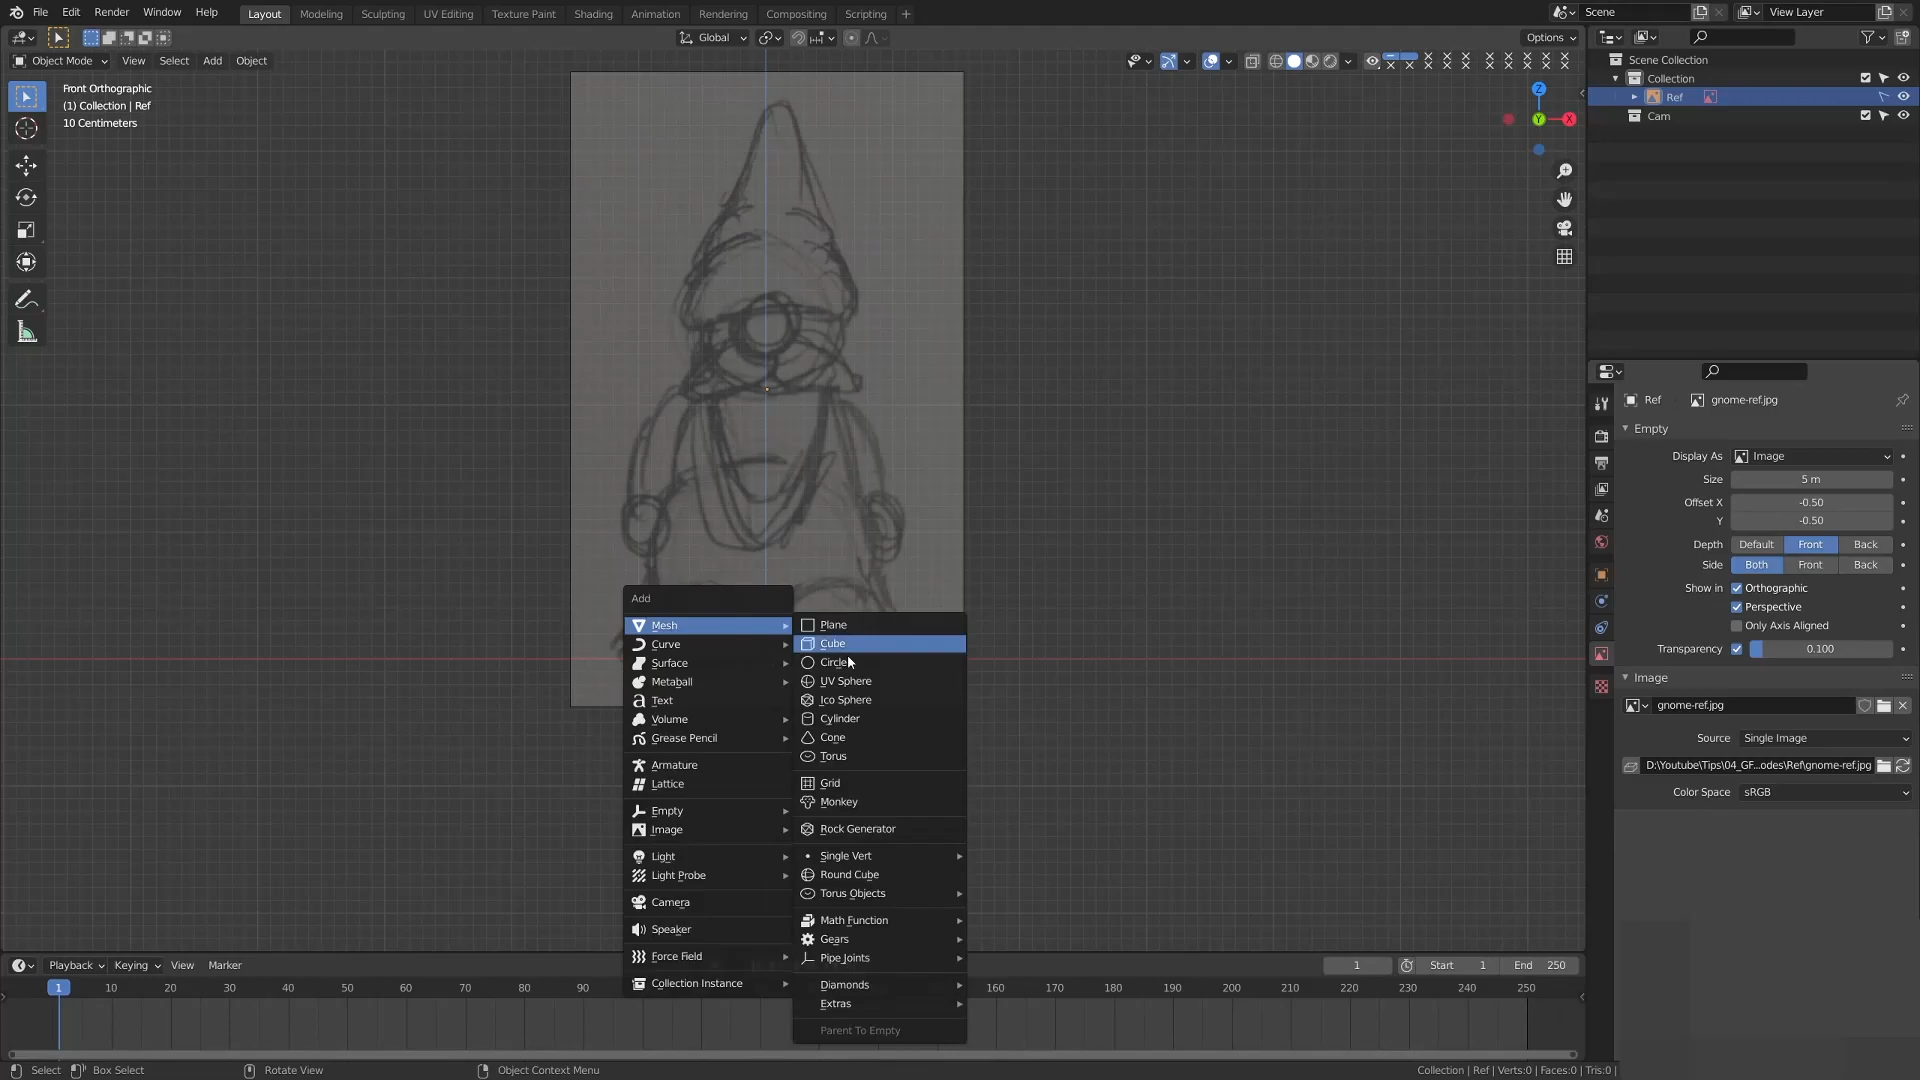 File Edit Render Window Help
Layout Modeling Sculpting UV Editing Texture Paint Shading Animation Rendering Compositing Scripting +
Scene
View Layer
Global
Options
Object Mode View Select Add Object
Front Orthographic
(1) Collection | Ref
10 Centimeters
Z
Y
X
Scene Collection
Collection
Ref
Cam
Ref gnome-ref.jpg
Empty
Display As Image
Size 5 m
Offset X -0.50
Y -0.50
Depth Default Front Back
Side Both Front Back
Show in Orthographic
Perspective
Only Axis Aligned
Transparency 0.100
Image
gnome-ref.jpg
Source Single Image
D:\Youtube\Tips\04_GF...odes\Ref\gnome-ref.jpg
Color Space sRGB
Add
Mesh
Curve
Surface
Metaball
Text
Volume
Grease Pencil
Armature
Lattice
Empty
Image
Light
Light Probe
Camera
Speaker
Force Field
Collection Instance
Plane
Cube
Circle
UV Sphere
Ico Sphere
Cylinder
Cone
Torus
Grid
Monkey
Rock Generator
Single Vert
Round Cube
Torus Objects
Math Function
Gears
Pipe Joints
Diamonds
Extras
Parent To Empty
Playback Keying View Marker
1 Start 1 End 250
1 10 20 30 40 50 60 70 80 90 160 170 180 190 200 210 220 230 240 250
Select Box Select Rotate View Object Context Menu
Collection | Ref | Verts:0 | Faces:0 | Tris:0 |